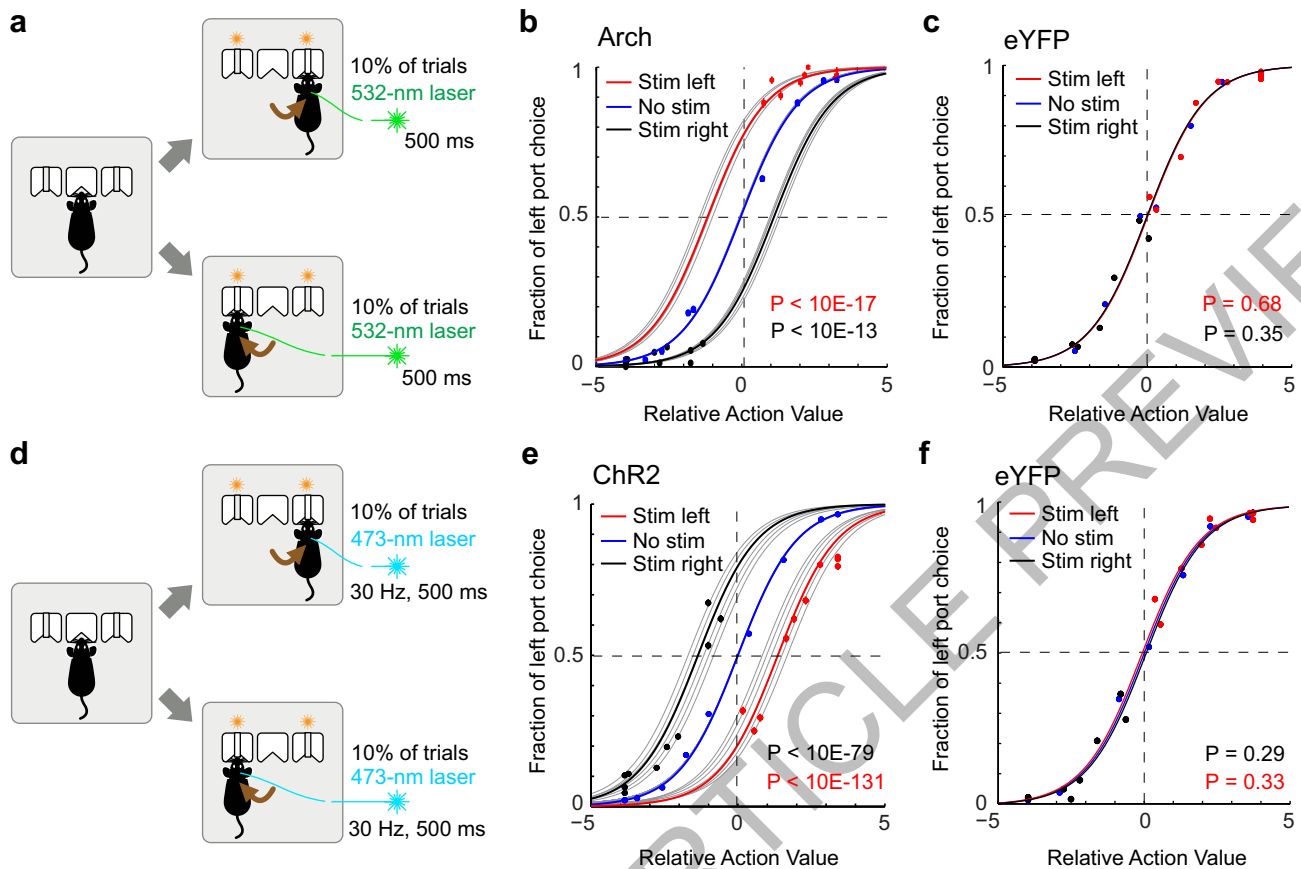 a
10% of trials
532-nm laser
500 ms
10% of trials
532-nm laser
500 ms
b
Arch
Stim left
No stim
Stim right
Fraction of left port choice
1
0.5
0
P < 10E-17
P < 10E-13
−5
0
5
Relative Action Value
c
eYFP
Stim left
No stim
Stim right
Fraction of left port choice
1
0.5
0
P = 0.68
P = 0.35
−5
0
5
Relative Action Value
d
10% of trials
473-nm laser
30 Hz, 500 ms
10% of trials
473-nm laser
30 Hz, 500 ms
e
ChR2
Stim left
No stim
Stim right
Fraction of left port choice
1
0.5
0
P < 10E-79
P < 10E-131
−5
0
5
Relative Action Value
f
eYFP
Stim left
No stim
Stim right
Fraction of left port choice
1
0.5
0
P = 0.29
P = 0.33
−5
0
5
Relative Action Value